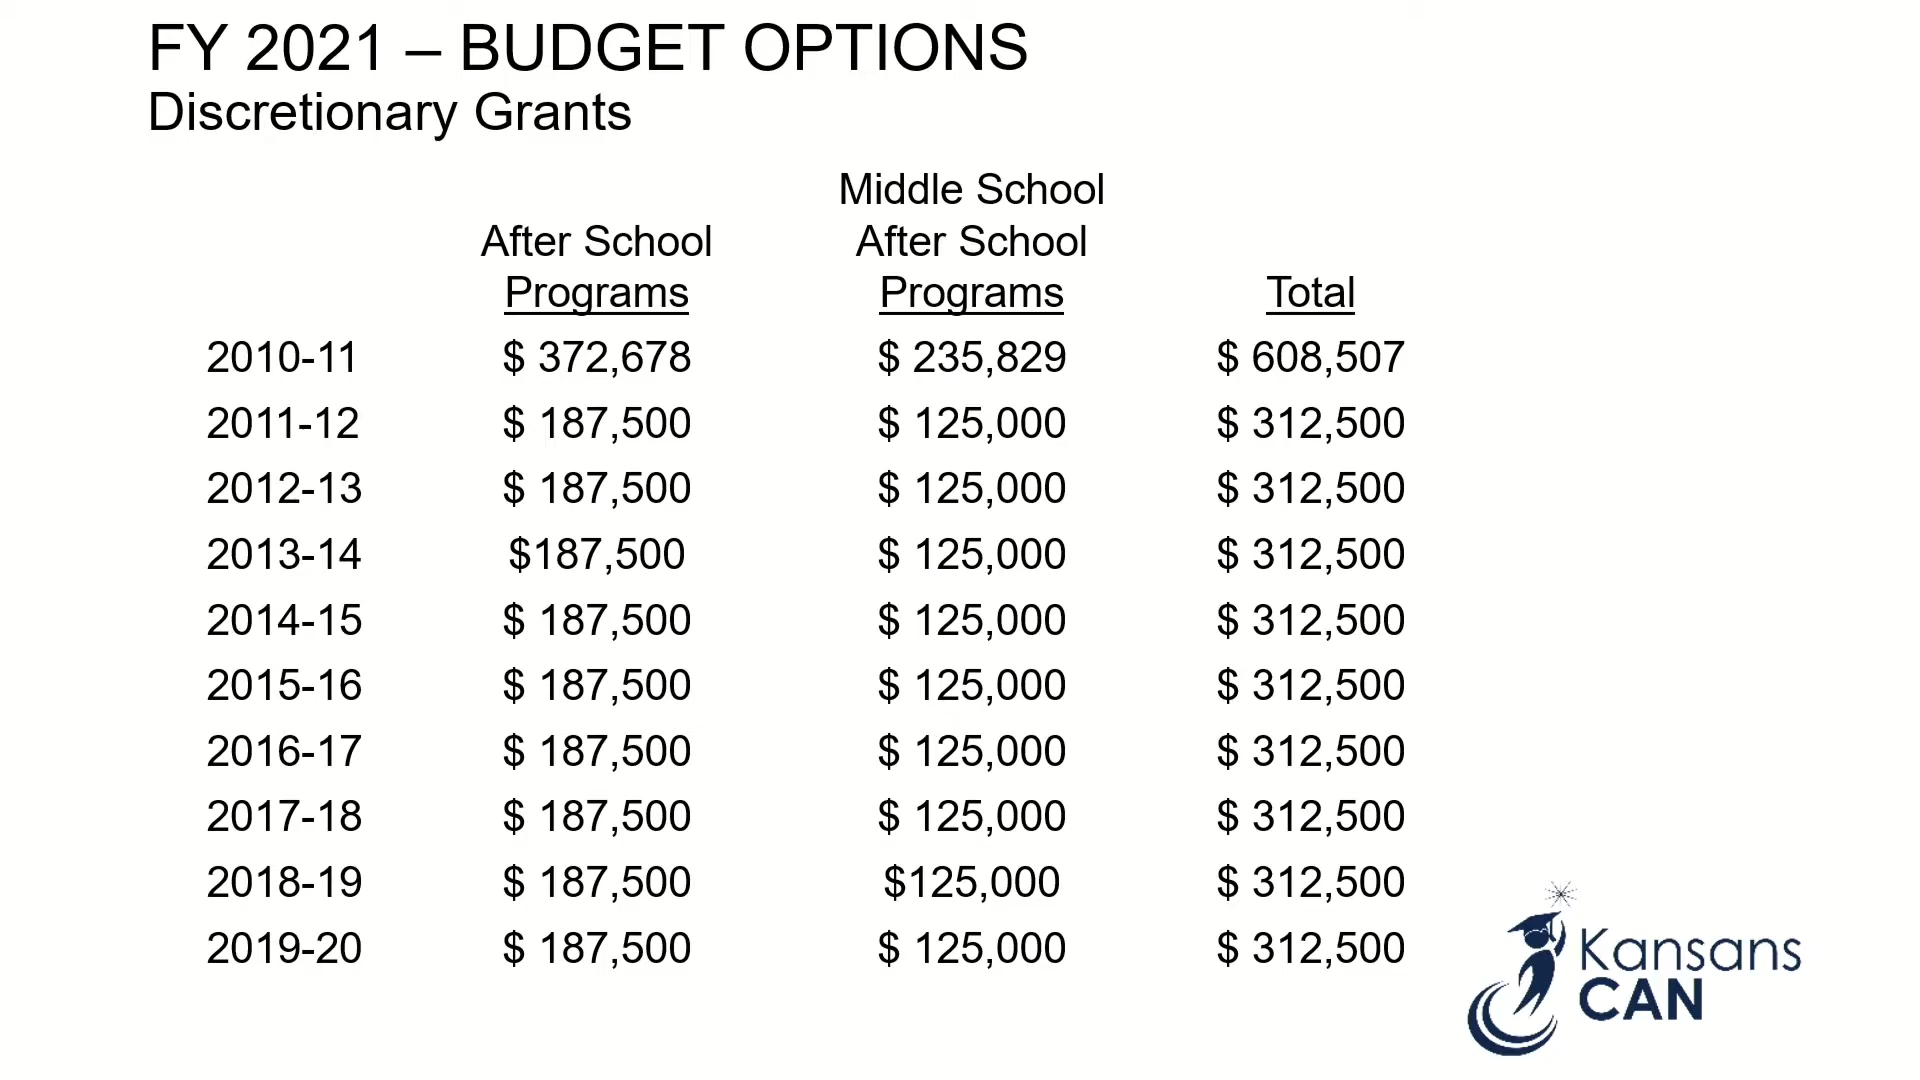 FY 2021 – BUDGET OPTIONS
Discretionary Grants
Middle School
After School After School
Programs Programs Total
2010-11 $ 372,678 $ 235,829 $ 608,507
2011-12 $ 187,500 $ 125,000 $ 312,500
2012-13 $ 187,500 $ 125,000 $ 312,500
2013-14 $187,500 $ 125,000 $ 312,500
2014-15 $ 187,500 $ 125,000 $ 312,500
2015-16 $ 187,500 $ 125,000 $ 312,500
2016-17 $ 187,500 $ 125,000 $ 312,500
2017-18 $ 187,500 $ 125,000 $ 312,500
2018-19 $ 187,500 $125,000 $ 312,500
2019-20 $ 187,500 $ 125,000 $ 312,500
Kansans
CAN